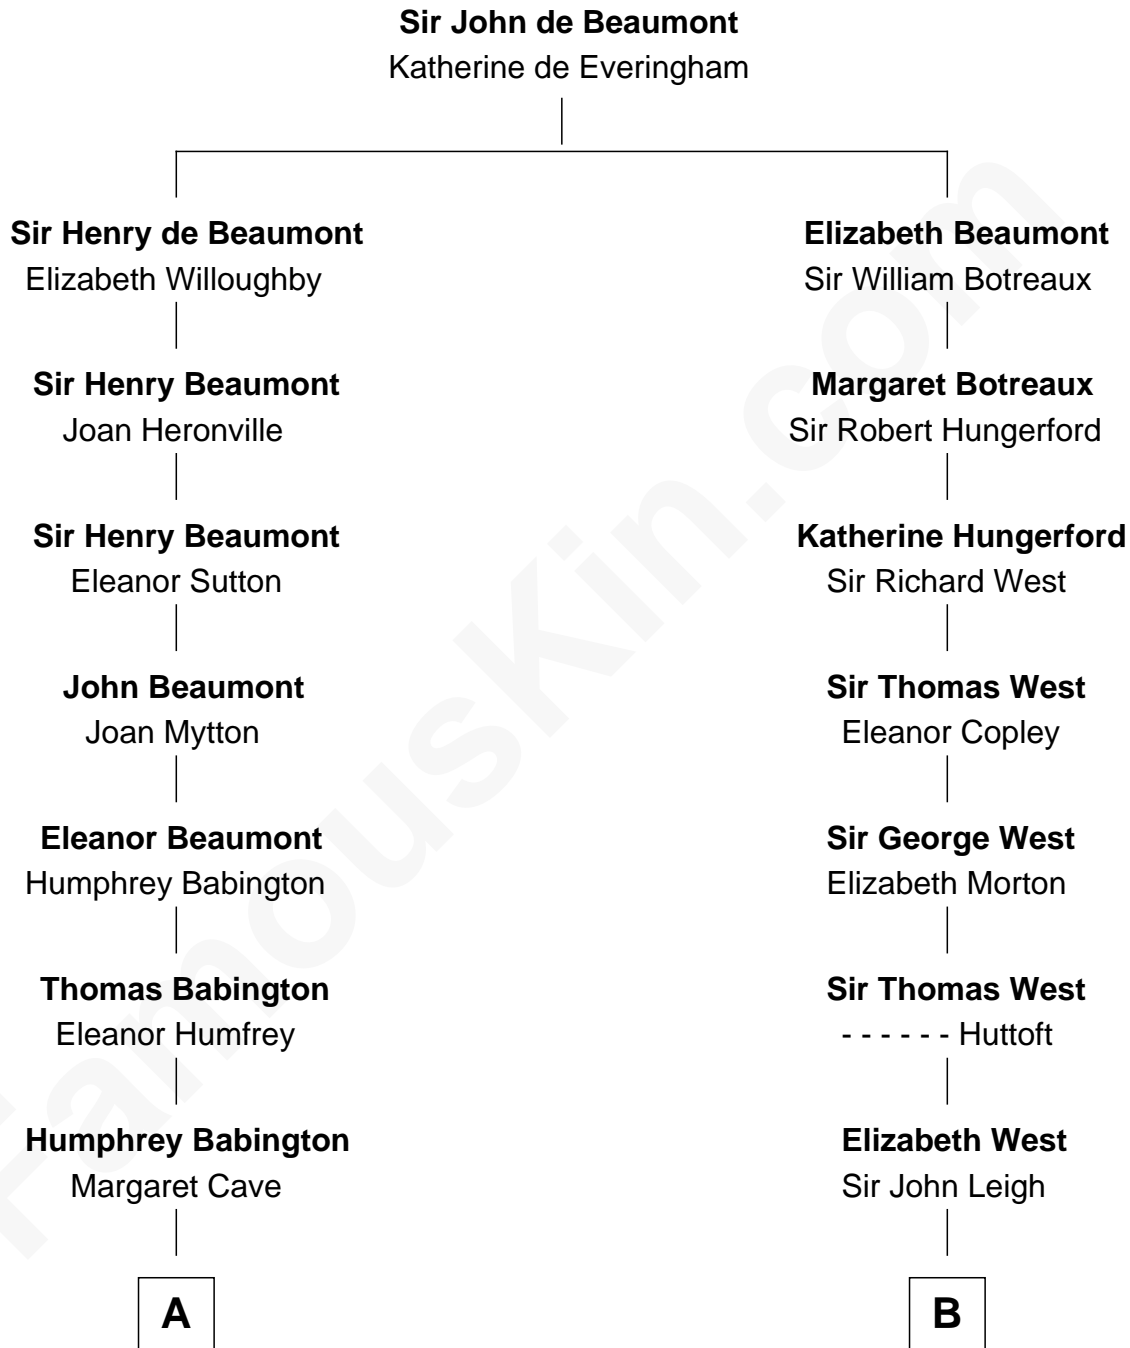 Sir John de Beaumont
Katherine de Everingham
Sir Henry de Beaumont
Elizabeth Willoughby
Sir Henry Beaumont
Joan Heronville
Sir Henry Beaumont
Eleanor Sutton
John Beaumont
Joan Mytton
Eleanor Beaumont
Humphrey Babington
Thomas Babington
Eleanor Humfrey
Humphrey Babington
Margaret Cave
A
Elizabeth Beaumont
Sir William Botreaux
Margaret Botreaux
Sir Robert Hungerford
Katherine Hungerford
Sir Richard West
Sir Thomas West
Eleanor Copley
Sir George West
Elizabeth Morton
Sir Thomas West
- - - - - - Huttoft
Elizabeth West
Sir John Leigh
B
FamousKin.com